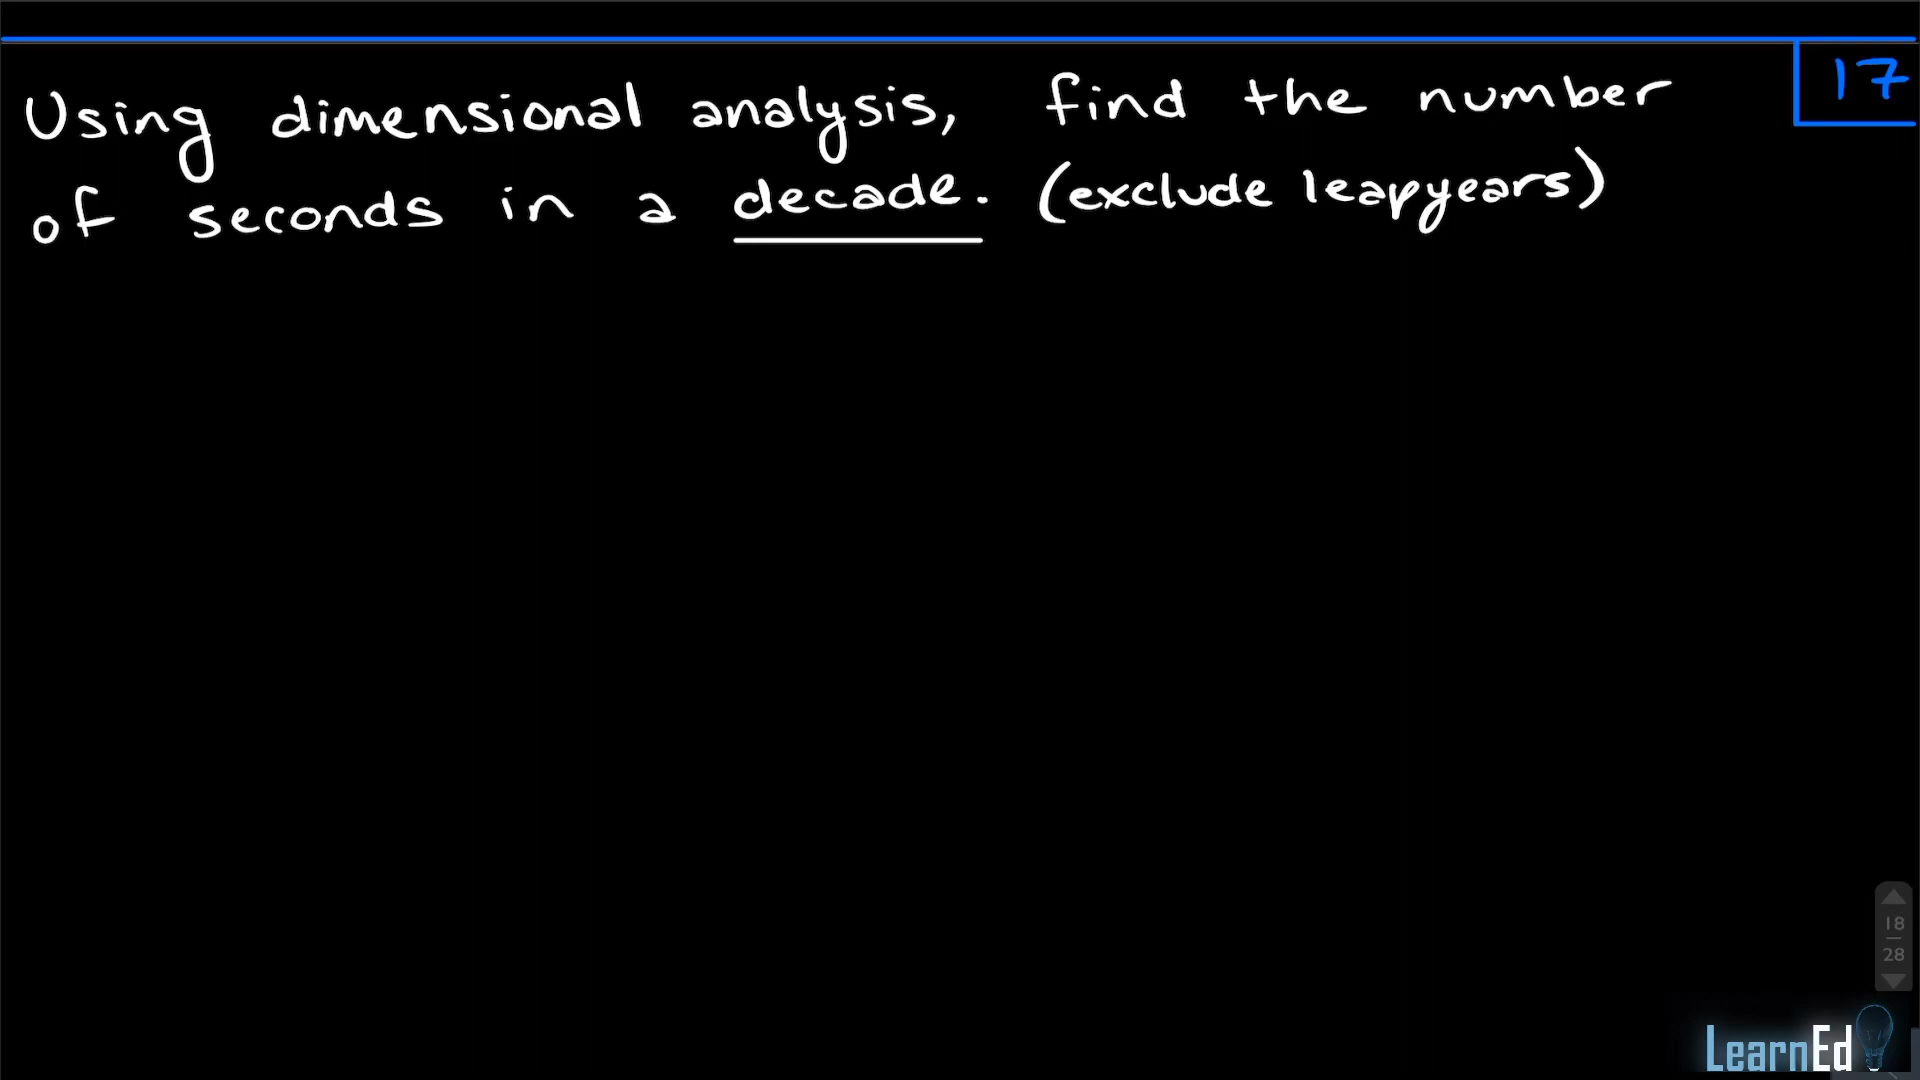 17
Using dimensional analysis, find the number
of seconds in a decade. (exclude leapyears)
18
28
LearnEd